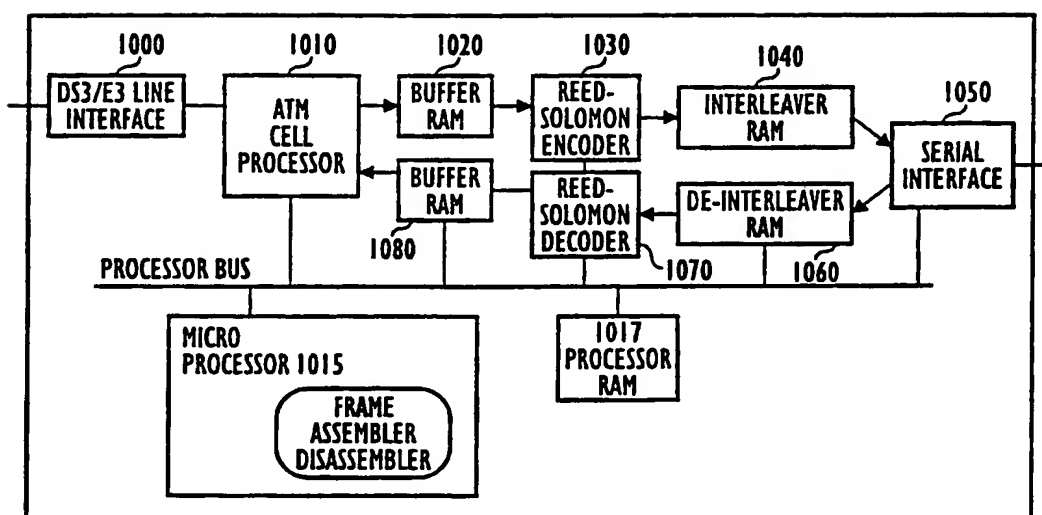 1000
1010
1020
1030
1040
1050
DS3/E3 LINE
INTERFACE
ATM
CELL
PROCESSOR
BUFFER
RAM
REED-
SOLOMON
ENCODER
INTERLEAVER
RAM
SERIAL
INTERFACE
BUFFER
RAM
1080
REED-
SOLOMON
DECODER
1070
DE-INTERLEAVER
RAM
1060
PROCESSOR BUS
MICRO
PROCESSOR 1015
FRAME
ASSEMBLER
DISASSEMBLER
1017
PROCESSOR
RAM